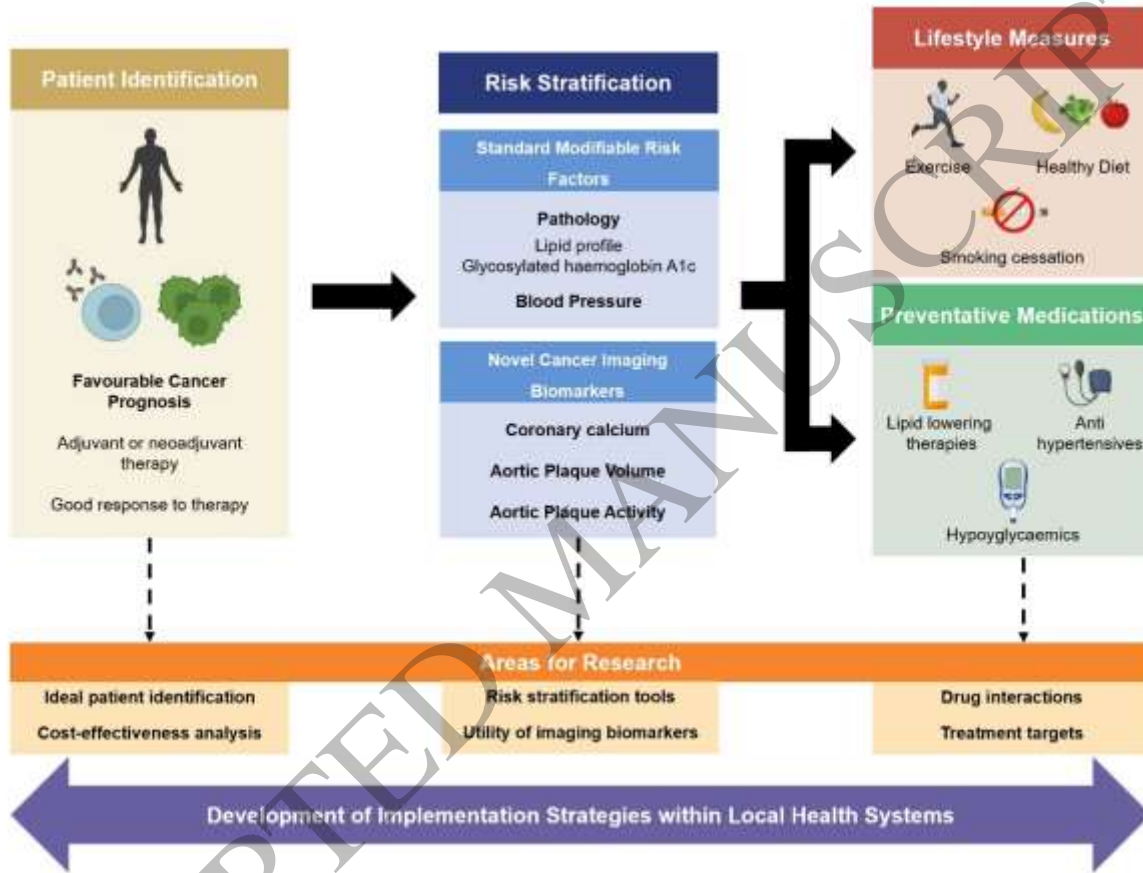 Patient Identification
Favourable Cancer
Prognosis
Adjuvant or neoadjuvant
therapy
Good response to therapy
Risk Stratification
Standard Modifiable Risk
Factors
Pathology
Lipid profile
Glycosylated haemoglobin A1c
Blood Pressure
Novel Cancer Imaging
Biomarkers
Coronary calcium
Aortic Plaque Volume
Aortic Plaque Activity
Lifestyle Measures
Exercise
Healthy Diet
Smoking cessation
Preventative Medications
Lipid lowering
therapies
Anti
hypertensives
Hypoyglycaemics
Areas for Research
Ideal patient identification
Cost-effectiveness analysis
Risk stratification tools
Utility of imaging biomarkers
Drug interactions
Treatment targets
Development of Implementation Strategies within Local Health Systems
PTED MANUSCRIPT